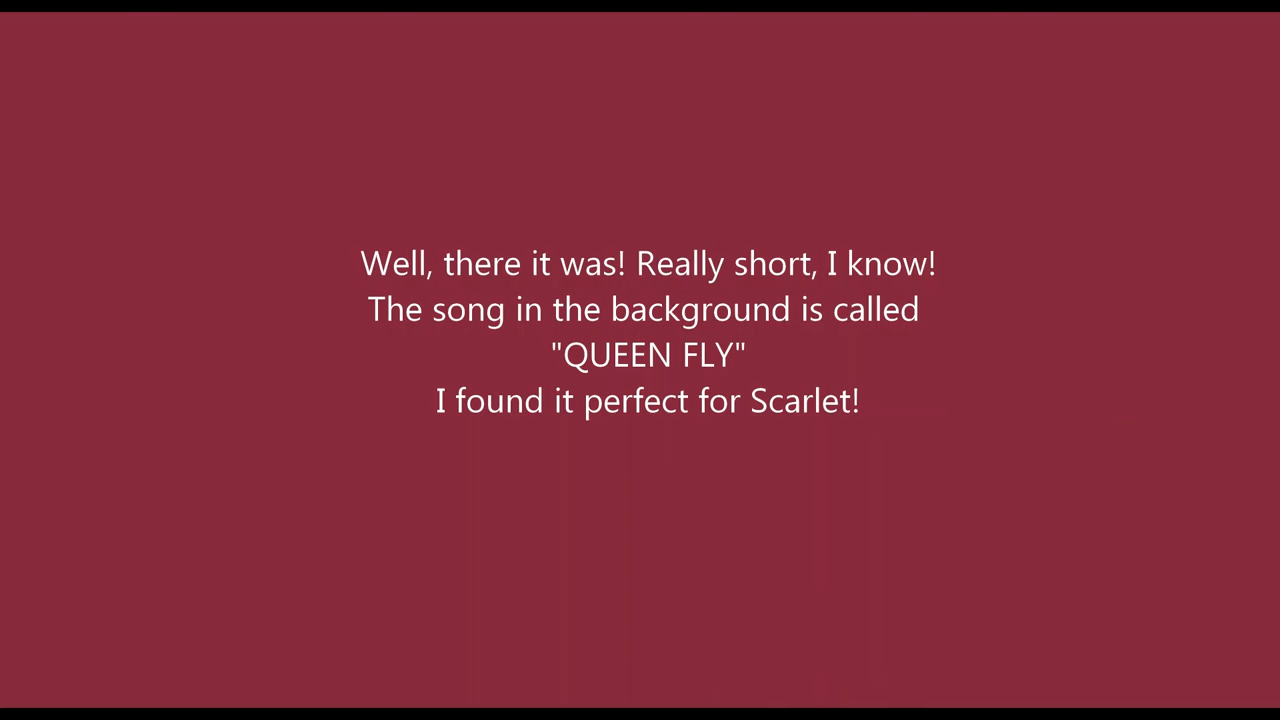 Well, there it was! Really short, I know!
The song in the background is called
"QUEEN FLY"
I found it perfect for Scarlet!